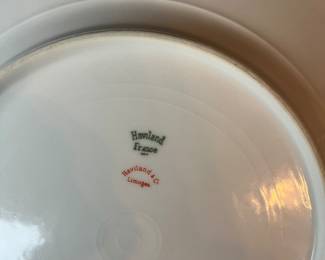 Haviland
France
Haviland & Co
Limoges